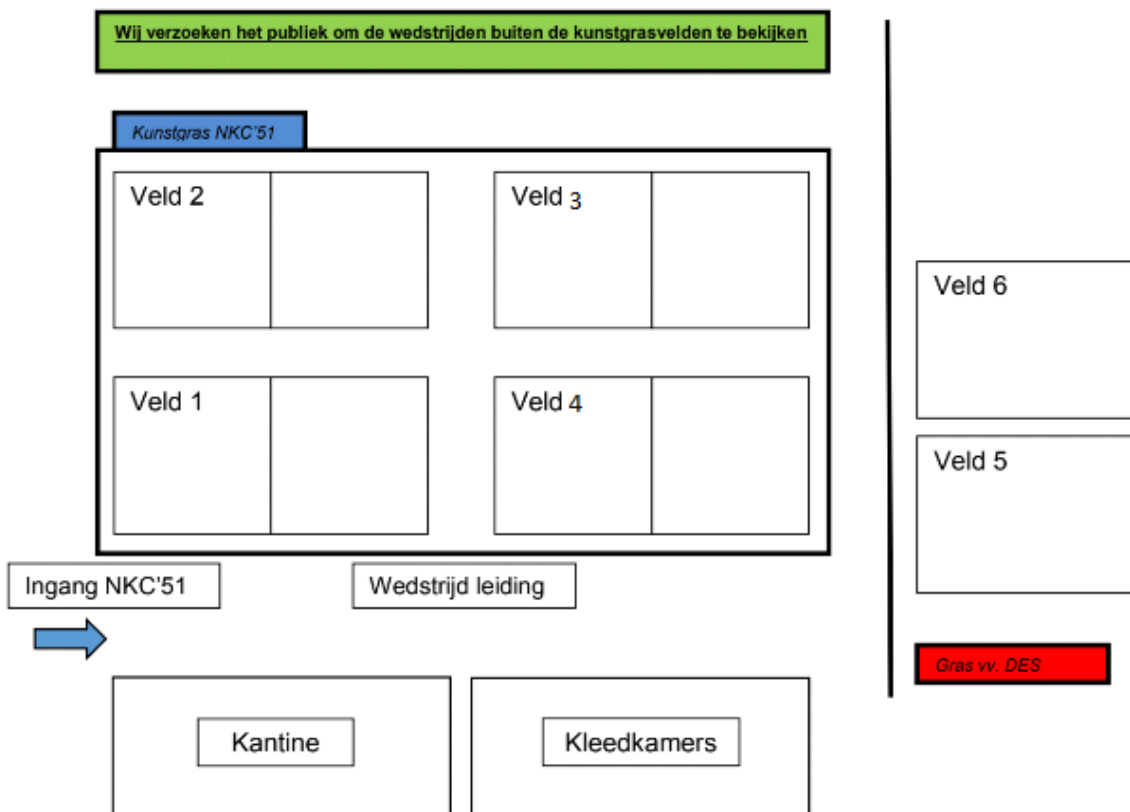 Wij verzoeken het publiek om de wedstrijden buiten de kunstgrasvelden te bekijken
Kunstgras NKC'51
Veld 2
Veld 3
Veld 1
Veld 4
Veld 6
Veld 5
Ingang NKC'51
Wedstrijd leiding
Gras vv. DES
Kantine
Kleedkamers